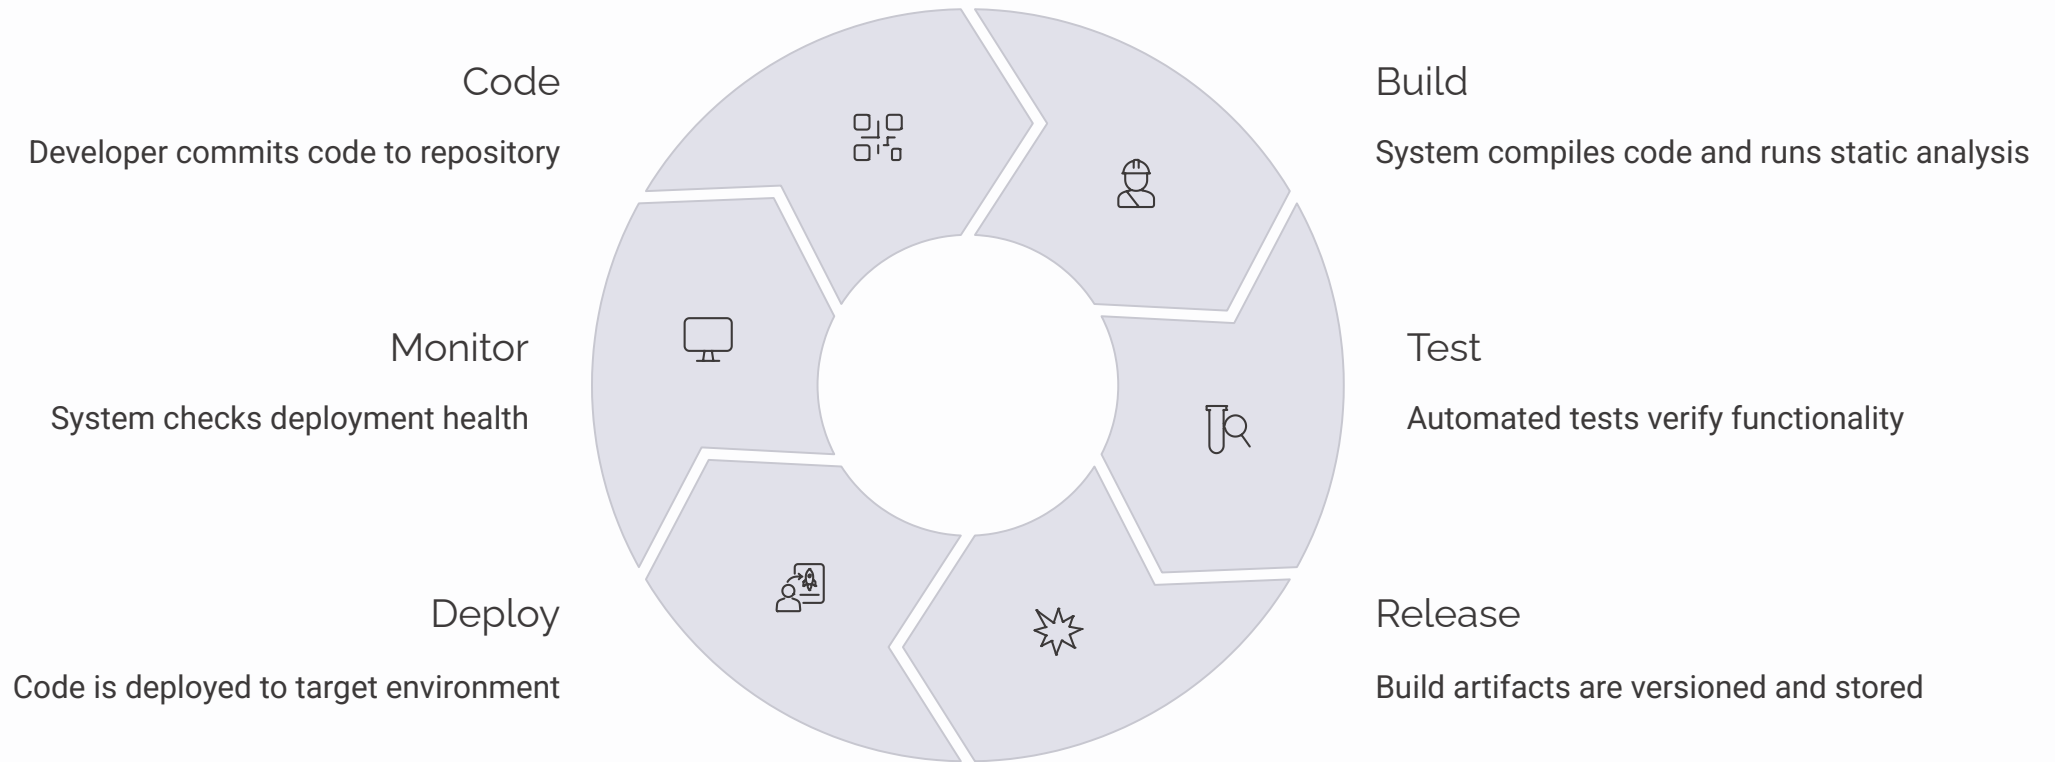 Code
Developer commits code to repository
Build
System compiles code and runs static analysis
Monitor
System checks deployment health
Test
Automated tests verify functionality
Deploy
Code is deployed to target environment
Release
Build artifacts are versioned and stored